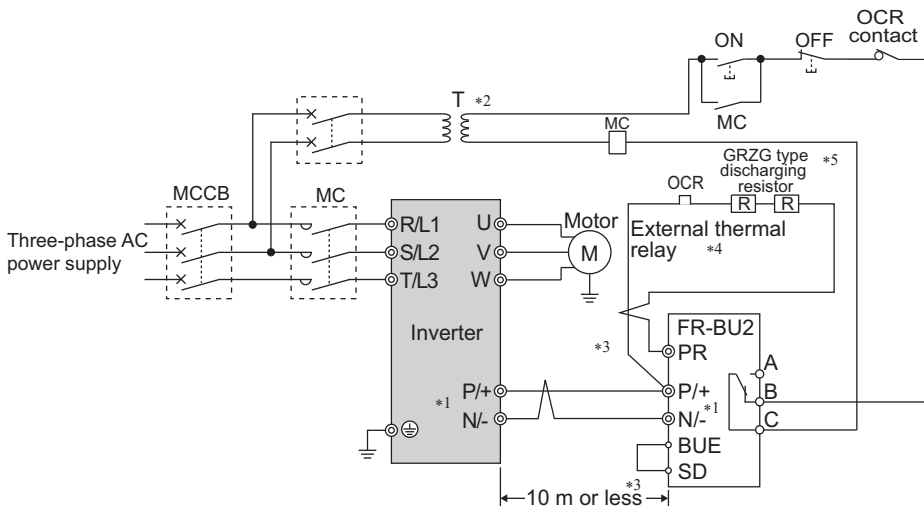 ON
OFF
OCR
contact
T *2
MC
MC
GRZG type
discharging
resistor
*5
OCR
R
R
MCCB
MC
External thermal
relay *4
Three-phase AC
power supply
R/L1
S/L2
T/L3
U
V
W
Motor
M
Inverter
*3
FR-BU2
PR
A
P/+
B
N/-
*1
C
BUE
SD
*1
P/+
N/-
*3
10 m or less